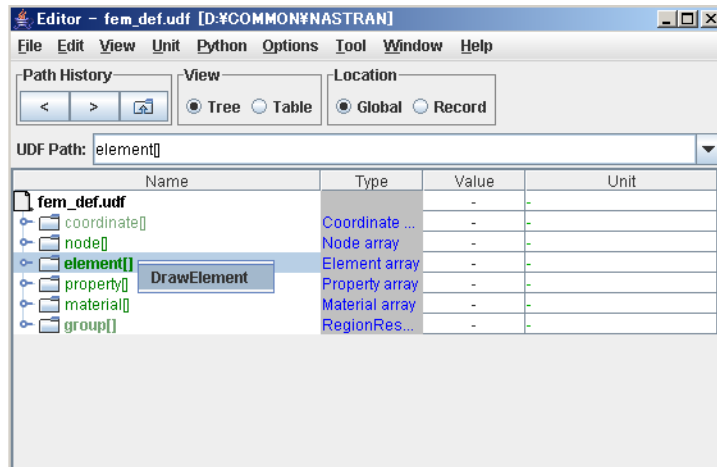 Editor - fem_def.udf [D:¥COMMON¥NASTRAN]
File Edit View Unit Python Options Tool Window Help
Path History View Location
< > Tree Table Global Record
UDF Path: element[]
Name Type Value Unit
fem_def.udf - -
coordinate[] Coordinate ... - -
node[] Node array - -
element[] Element array - -
DrawElement
property[] Property array - -
material[] Material array - -
group[] RegionRes... - -